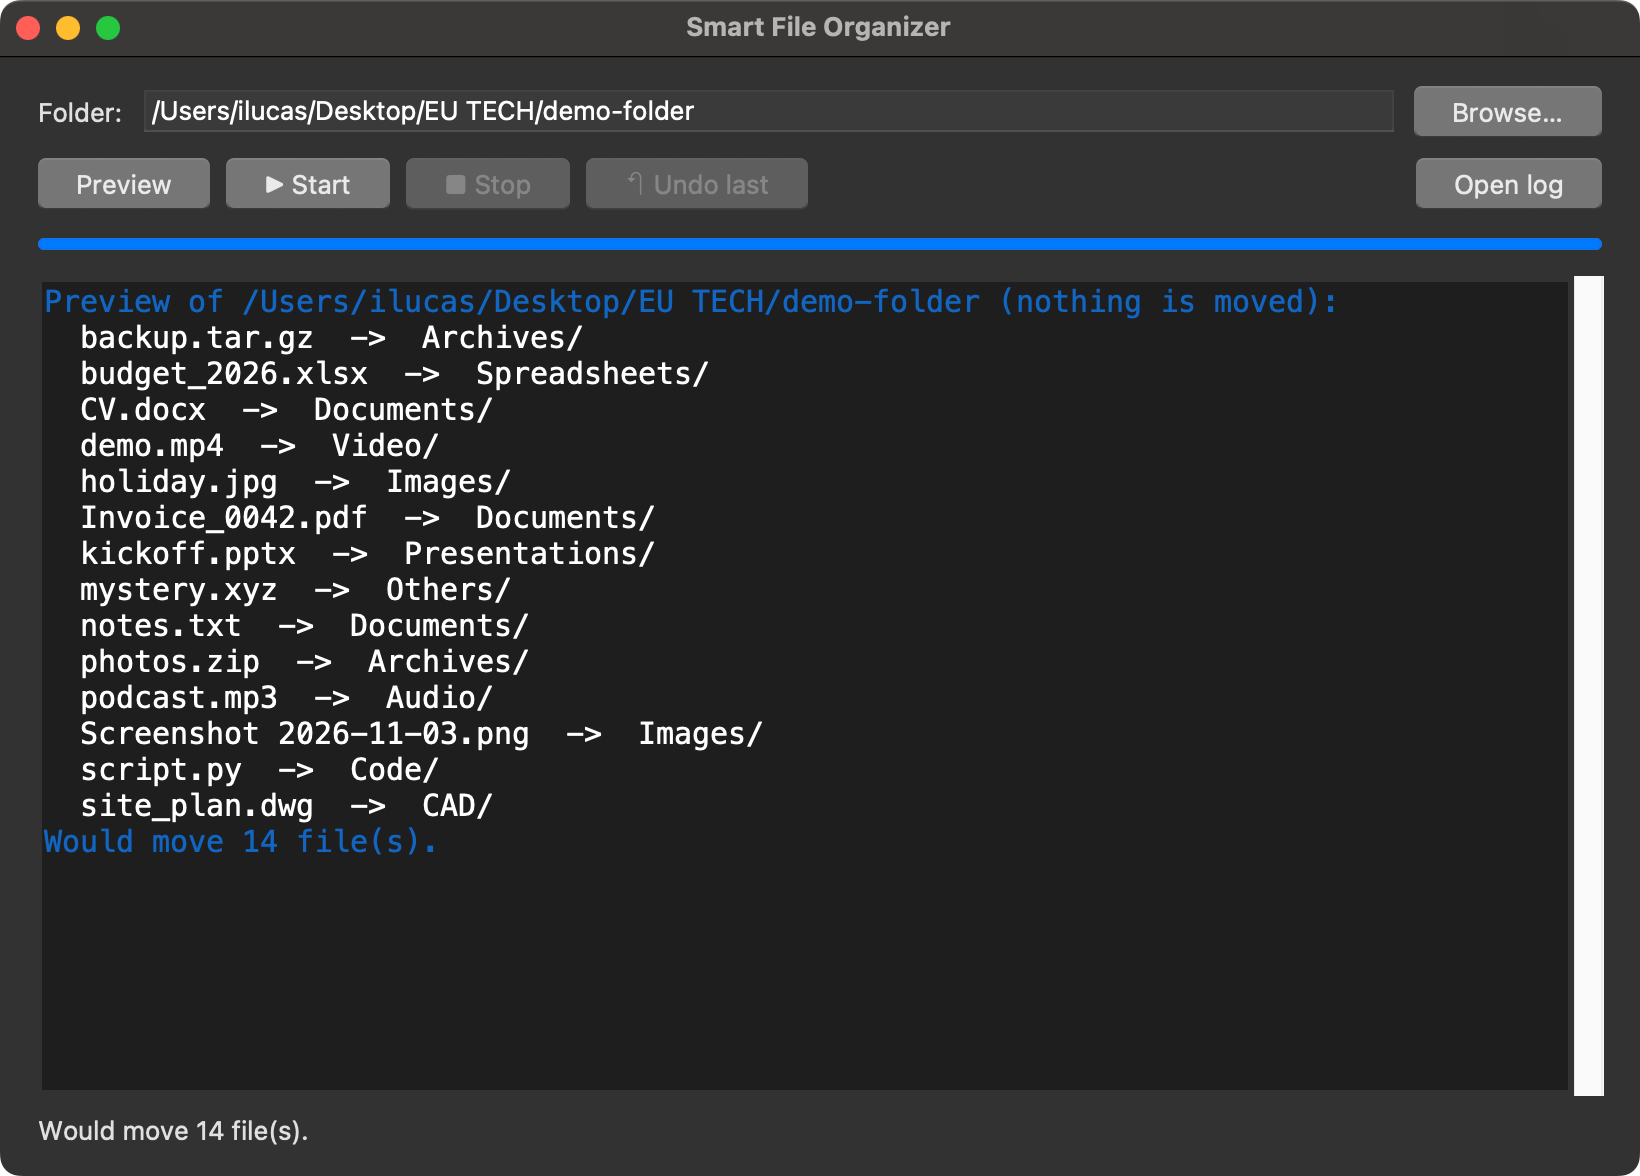 Smart File Organizer
Folder: /Users/ilucas/Desktop/EU TECH/demo-folder Browse...
Preview ▶ Start ■ Stop ↰ Undo last Open log
Preview of /Users/ilucas/Desktop/EU TECH/demo-folder (nothing is moved):
backup.tar.gz -> Archives/
budget_2026.xlsx -> Spreadsheets/
CV.docx -> Documents/
demo.mp4 -> Video/
holiday.jpg -> Images/
Invoice_0042.pdf -> Documents/
kickoff.pptx -> Presentations/
mystery.xyz -> Others/
notes.txt -> Documents/
photos.zip -> Archives/
podcast.mp3 -> Audio/
Screenshot 2026-11-03.png -> Images/
script.py -> Code/
site_plan.dwg -> CAD/
Would move 14 file(s).
Would move 14 file(s).